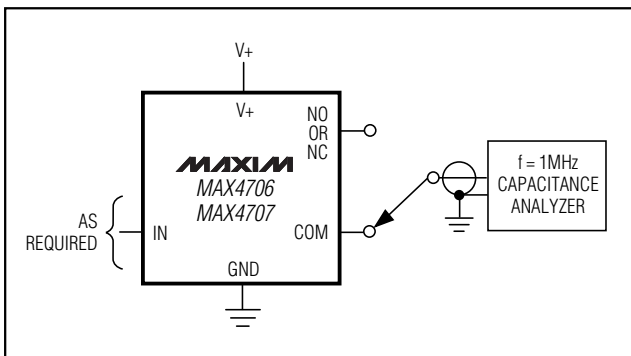 V+
V+
NO
OR
NC
MAXIM
MAX4706
MAX4707
AS
REQUIRED
IN
COM
GND
f = 1MHz
CAPACITANCE
ANALYZER